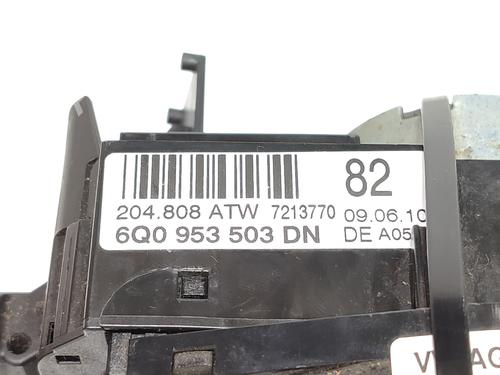 82
204.808 ATW 7213770 09.06.10
6Q0 953 503 DN DE A05